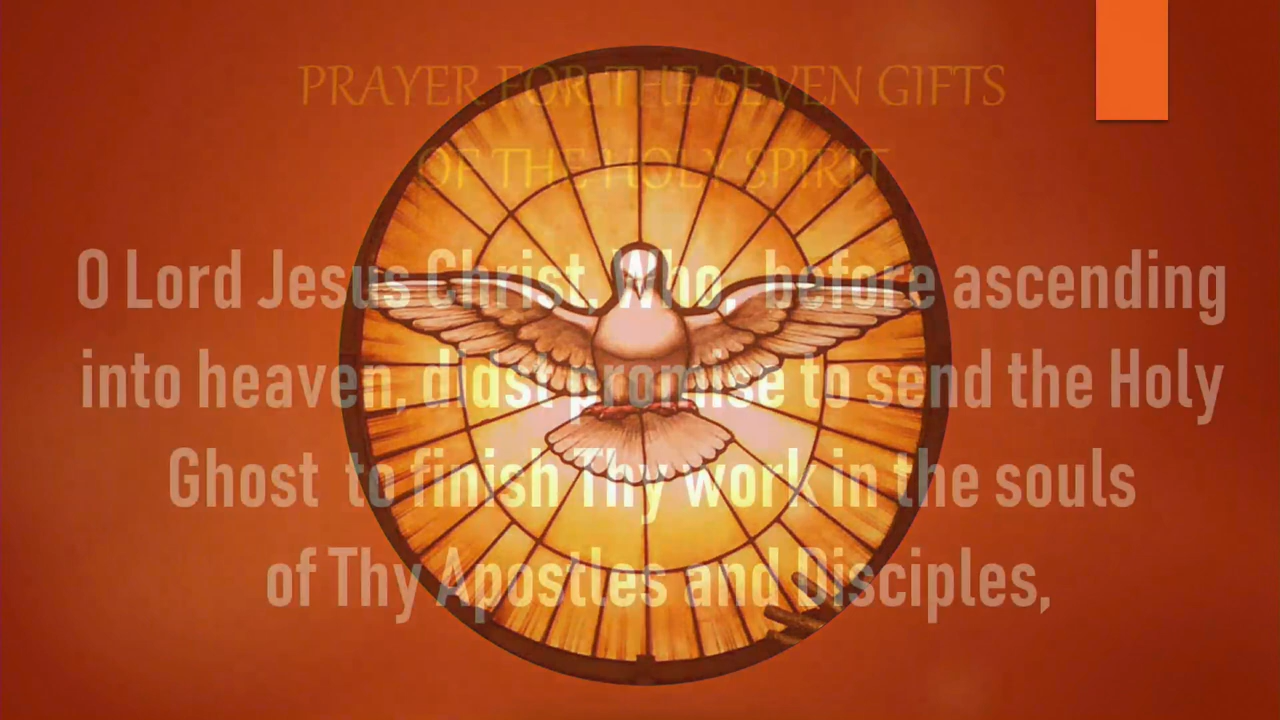 PRAYER FOR THE SEVEN GIFTS
OF THE HOLY SPIRIT
O Lord Jesus Christ, Who, before ascending
into heaven, didst promise to send the Holy
Ghost to finish Thy work in the souls
of Thy Apostles and Disciples,